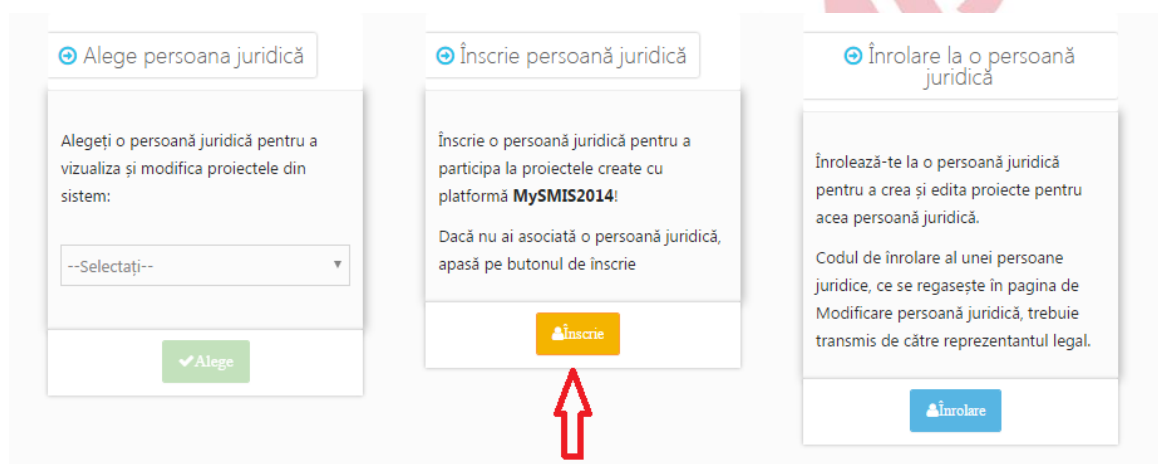 Alege persoana juridică
Alegeți o persoană juridică pentru a
vizualiza și modifica proiectele din
sistem:
--Selectați--
Alege
Înscrie persoană juridică
Înscrie o persoană juridică pentru a
participa la proiectele create cu
platformă MySMIS2014!
Dacă nu ai asociată o persoană juridică,
apasă pe butonul de înscrie
Înscrie
Înrolare la o persoană
juridică
Înrolează-te la o persoană juridică
pentru a crea și edita proiecte pentru
acea persoană juridică.
Codul de înrolare al unei persoane
juridice, ce se regasește în pagina de
Modificare persoană juridică, trebuie
transmis de către reprezentantul legal.
Înrolare